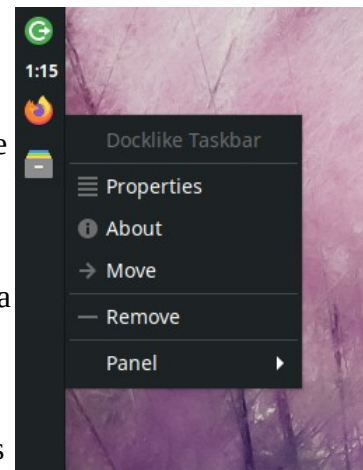 1:15
e
Docklike Taskbar
Properties
About
Move
a
Remove
Panel
s